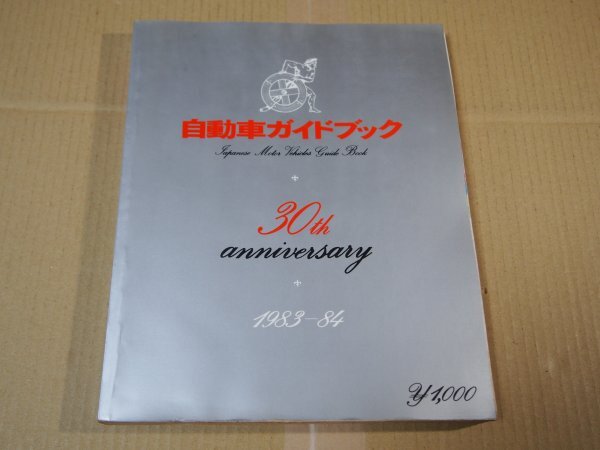 自動車ガイドブック
Japanese Motor Vehicles Guide Book
30th
anniversary
1983-84
¥1,000